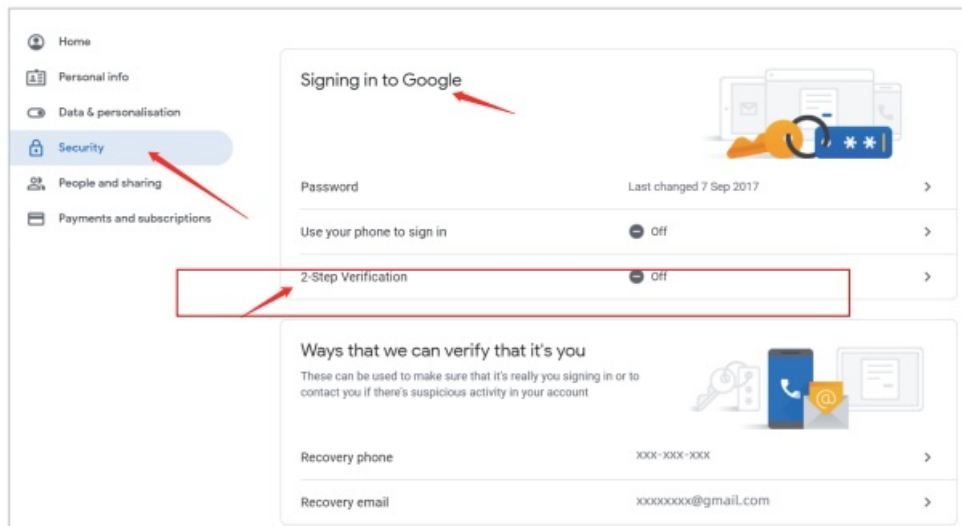 Home
Personal info
Data & personalisation
Security
People and sharing
Payments and subscriptions
Signing in to Google
**
Password Last changed 7 Sep 2017
Use your phone to sign in Off
2-Step Verification Off
Ways that we can verify that it's you
These can be used to make sure that it's really you signing in or to
contact you if there's suspicious activity in your account
@
Recovery phone xxx-xxx-xxx
Recovery email xxxxxxxx@gmail.com